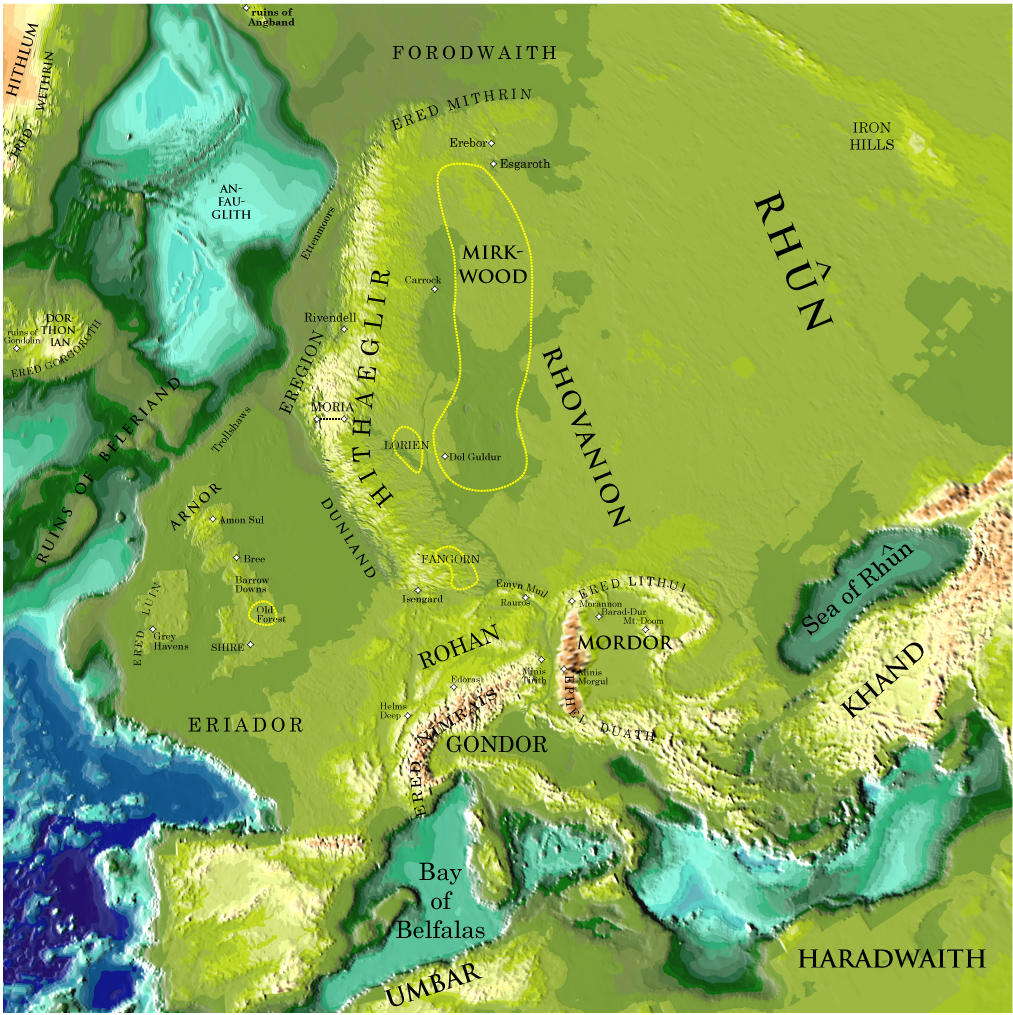 ruins of
Angband
HITHLUM
ERED WETHRIN
FORODWAITH
ERED MITHRIN
Erebor
Esgaroth
IRON
HILLS
AN-
FAU-
GLITH
Ettenmoors
RHÛN
MIRK-
WOOD
Carrock
Rivendell
HITHAEGLIR
EREGION
DOR-
THON-
IAN
ruins of
Gondolin
ERED GORGOROTH
RUINS OF BELERIAND
Trollshaws
MORIA
RHOVANION
LORIEN
Dol Guldur
ARNOR
Amon Sul
DUNLAND
Bree
Barrow
Downs
Old
Forest
ERED LUIN
Grey
Havens
SHIRE
FANGORN
Isengard
Emyn Muil
Rauros
ERED LITHUI
Morannon
Barad-Dur
Mt. Doom
MORDOR
Sea of Rhûn
ROHAN
Minis
Tirith
Minis
Morgul
Edoras
KHAND
Helms
Deep
ERED NIMRAIS
EPHEL DUATH
ERIADOR
GONDOR
Bay
of
Belfalas
UMBAR
HARADWAITH